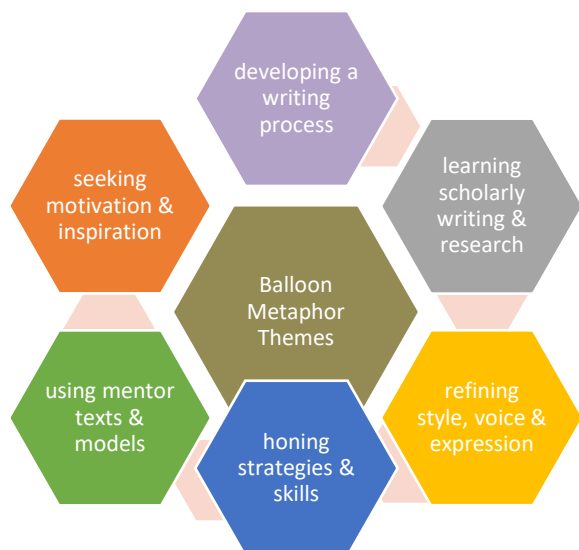 developing a
writing
process
seeking
motivation &
inspiration
learning
scholarly
writing &
research
Balloon
Metaphor
Themes
using mentor
texts &
models
refining
style, voice &
expression
honing
strategies &
skills